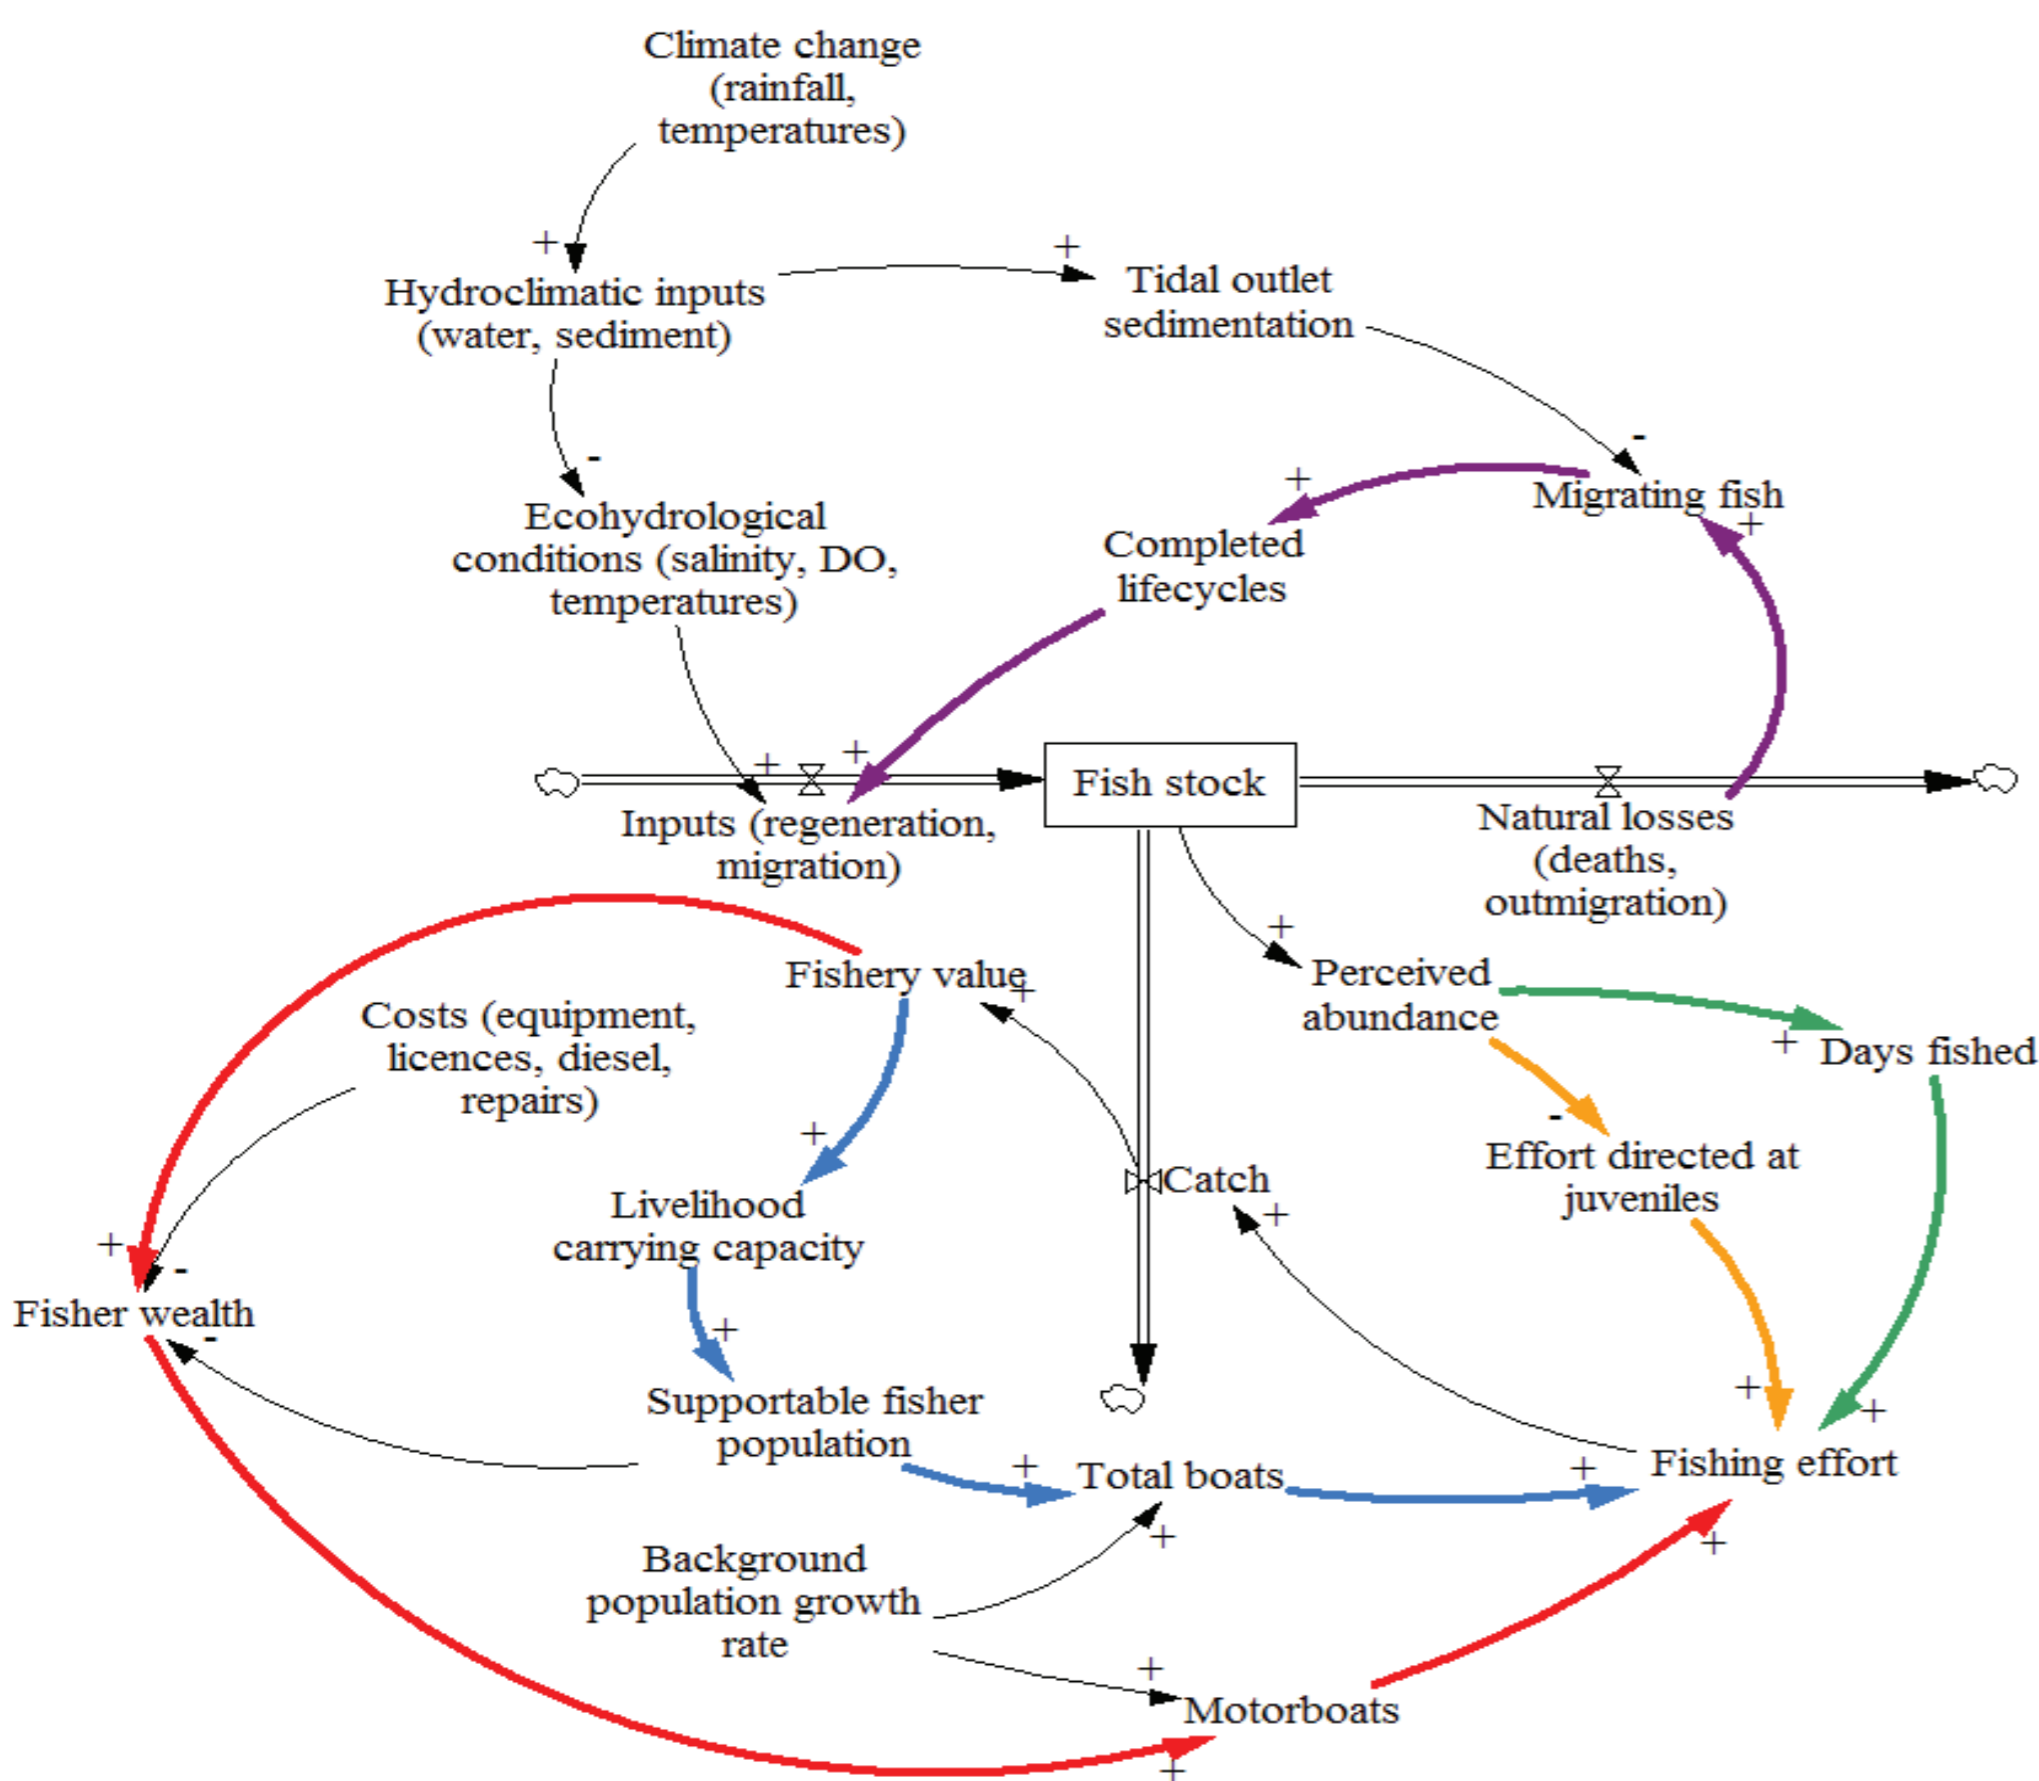 Climate change
(rainfall,
temperatures)
+
Hydroclimatic inputs
(water, sediment)
+
Tidal outlet
sedimentation
-
Ecohydrological
conditions (salinity, DO,
temperatures)
-
Migrating fish
+
+
Completed
lifecycles
+
+
Fish stock
Inputs (regeneration,
migration)
Natural losses
(deaths,
outmigration)
+
Perceived
abundance
Fishery value
+
Costs (equipment,
licences, diesel,
repairs)
+
Days fished
-
Effort directed at
juveniles
+
Livelihood
carrying capacity
Catch
+
+
-
Fisher wealth
-
+
Supportable fisher
population
+
Total boats
+
+
+
+
Fishing effort
+
Background
population growth
rate
+
+
Motorboats
+